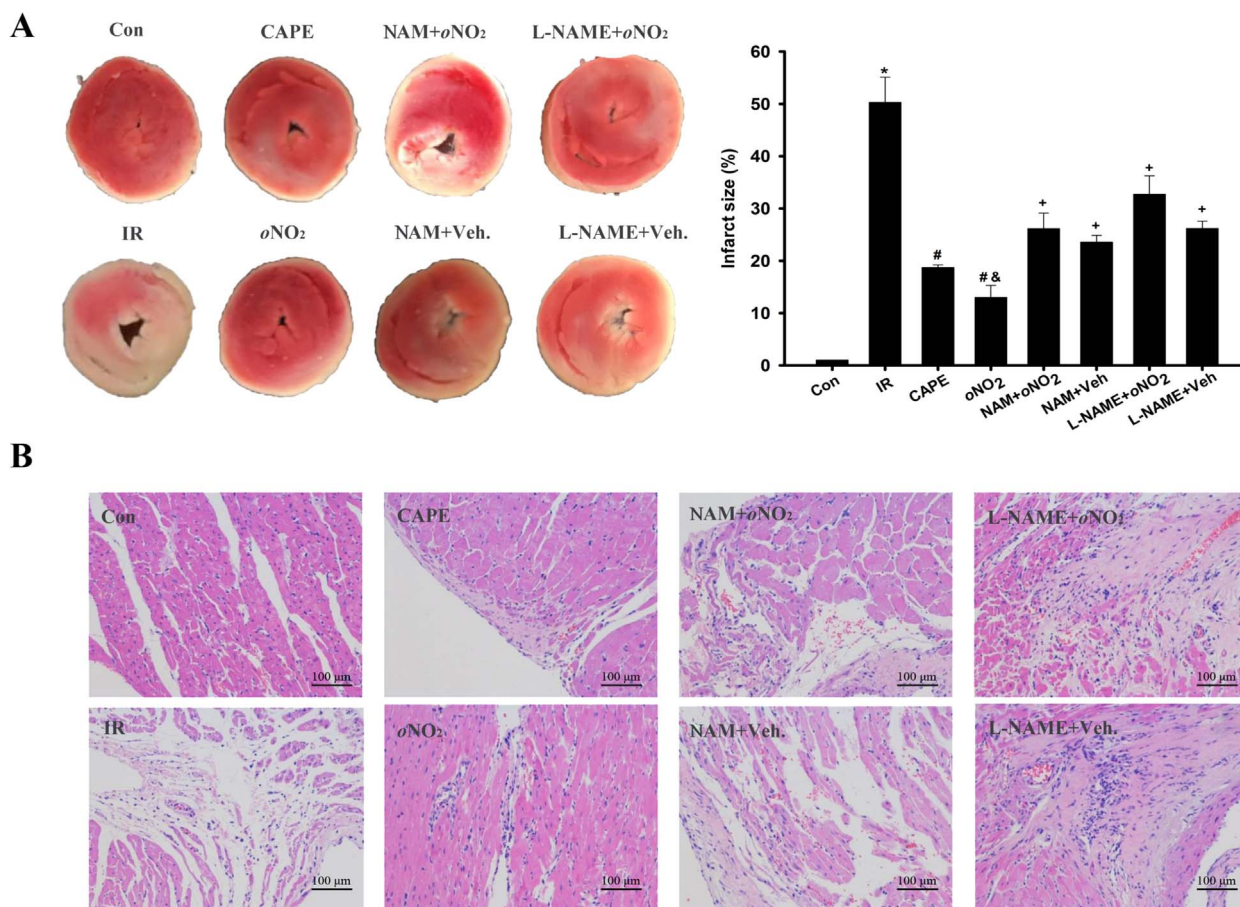 A
Con
CAPE
NAM+oNO₂
L-NAME+oNO₂
IR
oNO₂
NAM+Veh.
L-NAME+Veh.
Infarct size (%)
60
50
40
30
20
10
0
*
#
# &
+
+
+
+
Con
IR
CAPE
oNO₂
NAM+oNO₂
NAM+Veh
L-NAME+oNO₂
L-NAME+Veh
B
Con
100 μm
CAPE
100 μm
NAM+oNO₂
100 μm
L-NAME+oNO₂
100 μm
IR
100 μm
oNO₂
100 μm
NAM+Veh.
100 μm
L-NAME+Veh.
100 μm